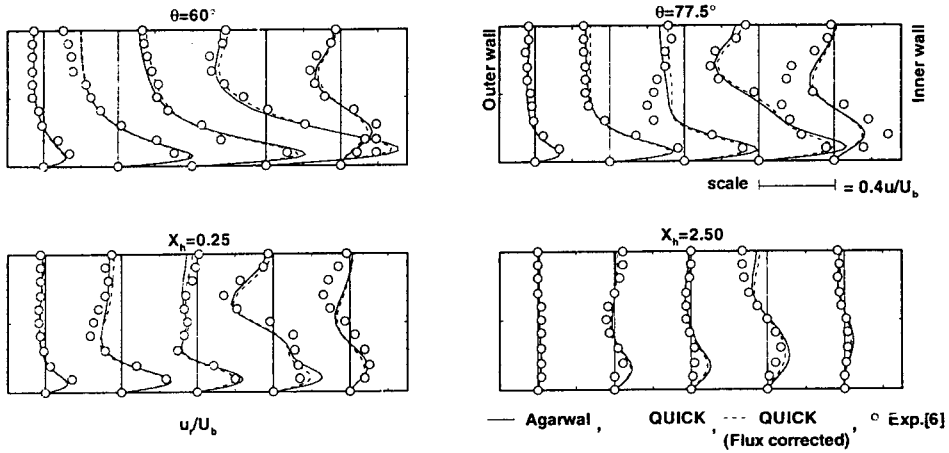 θ=60°
θ=77.5°
Outer wall
Inner wall
scale = 0.4u/U_b
X_h=0.25
X_h=2.50
u_r/U_b
Agarwal , QUICK , QUICK , Exp.[6]
(Flux corrected)